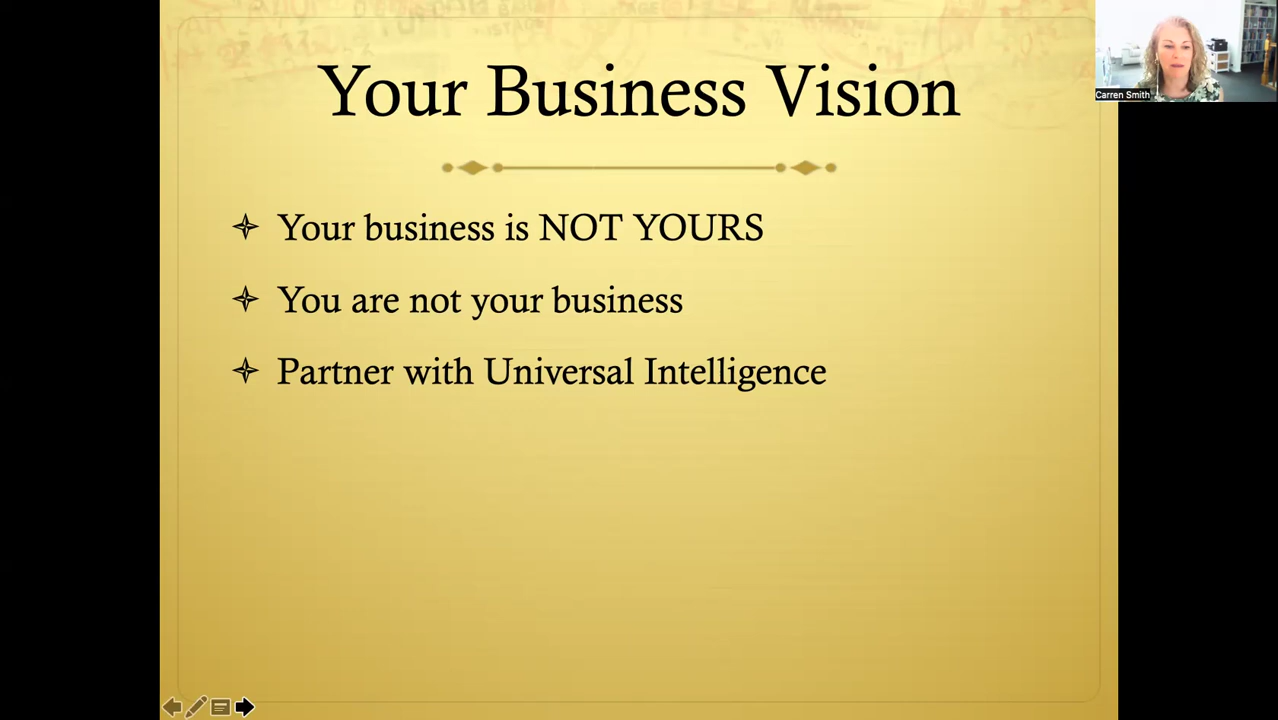 Your Business Vision
Carren Smith
Your business is NOT YOURS
You are not your business
Partner with Universal Intelligence